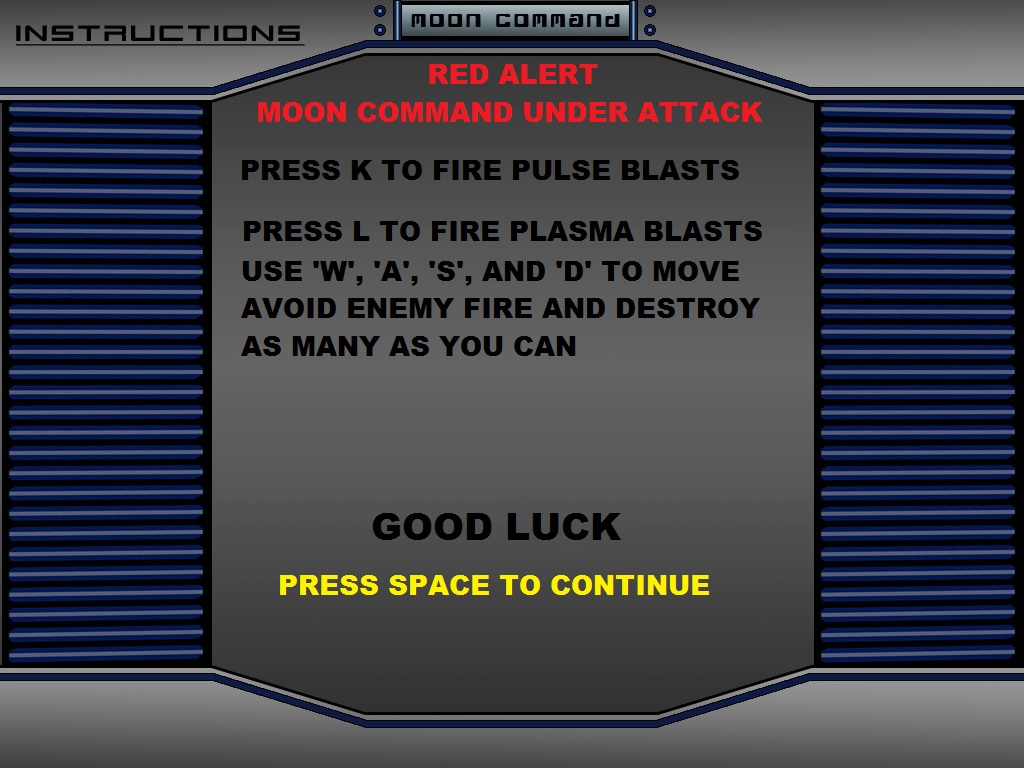 INSTRUCTIONS
MOON COMMAND
RED ALERT
MOON COMMAND UNDER ATTACK
PRESS K TO FIRE PULSE BLASTS
PRESS L TO FIRE PLASMA BLASTS
USE 'W', 'A', 'S', AND 'D' TO MOVE
AVOID ENEMY FIRE AND DESTROY
AS MANY AS YOU CAN
GOOD LUCK
PRESS SPACE TO CONTINUE